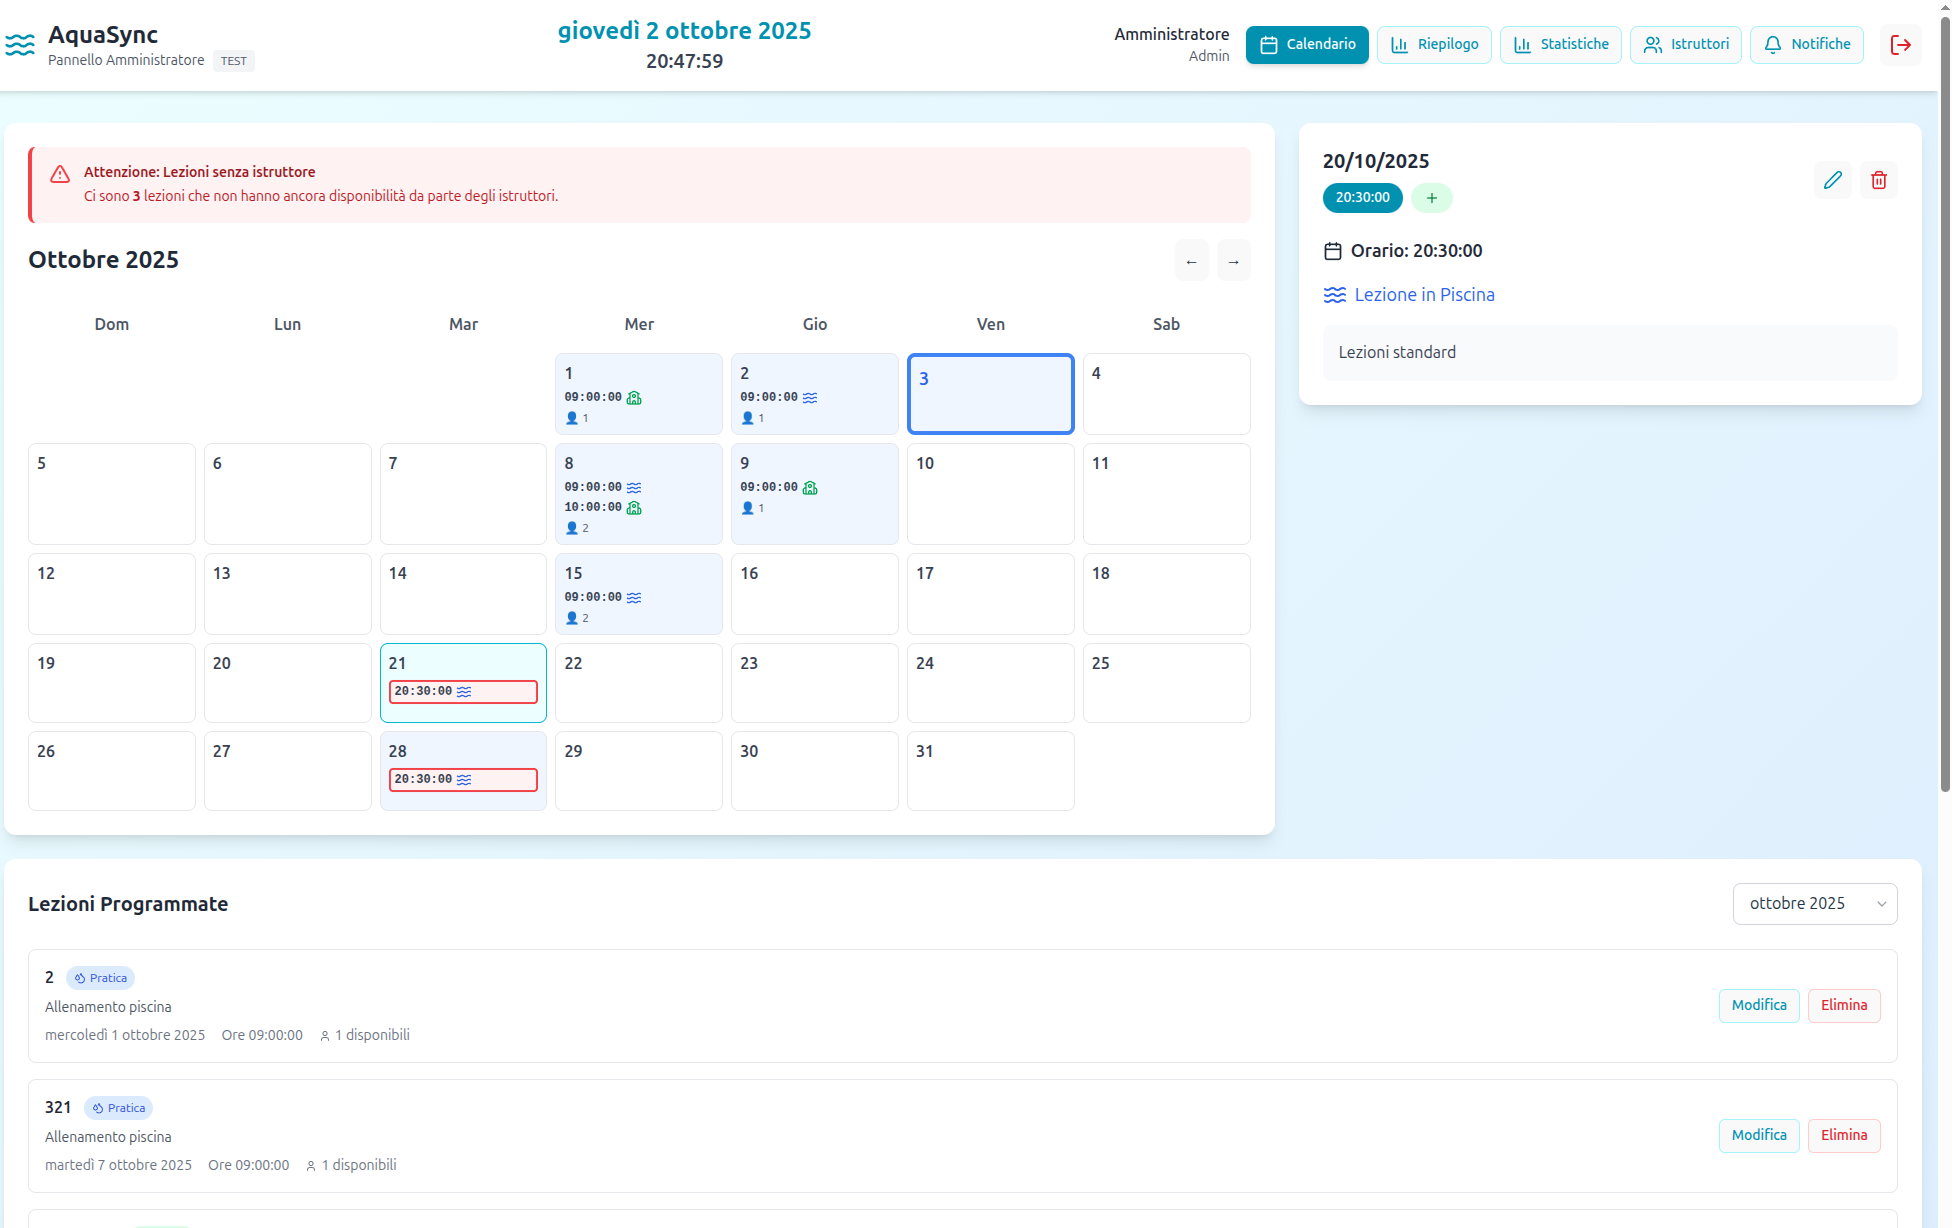 AquaSync
Pannello Amministratore TEST
giovedì 2 ottobre 2025
20:47:59
Amministratore
Admin
Calendario
Riepilogo
Statistiche
Istruttori
Notifiche
Attenzione: Lezioni senza istruttore
Ci sono 3 lezioni che non hanno ancora disponibilità da parte degli istruttori.
Ottobre 2025
← →
Dom Lun Mar Mer Gio Ven Sab
1
09:00:00
1
2
09:00:00
1
3
4
5
6
7
8
09:00:00
10:00:00
2
9
09:00:00
1
10
11
12
13
14
15
09:00:00
2
16
17
18
19
20
21
20:30:00
22
23
24
25
26
27
28
20:30:00
29
30
31
20/10/2025
20:30:00 +
Orario: 20:30:00
Lezione in Piscina
Lezioni standard
Lezioni Programmate
ottobre 2025
2 Pratica
Allenamento piscina
mercoledì 1 ottobre 2025 Ore 09:00:00 1 disponibili
Modifica Elimina
321 Pratica
Allenamento piscina
martedì 7 ottobre 2025 Ore 09:00:00 1 disponibili
Modifica Elimina